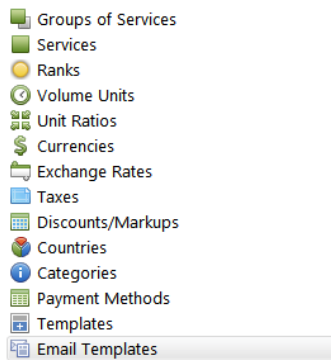 Groups of Services
Services
Ranks
Volume Units
Unit Ratios
Currencies
Exchange Rates
Taxes
Discounts/Markups
Countries
Categories
Payment Methods
Templates
Email Templates